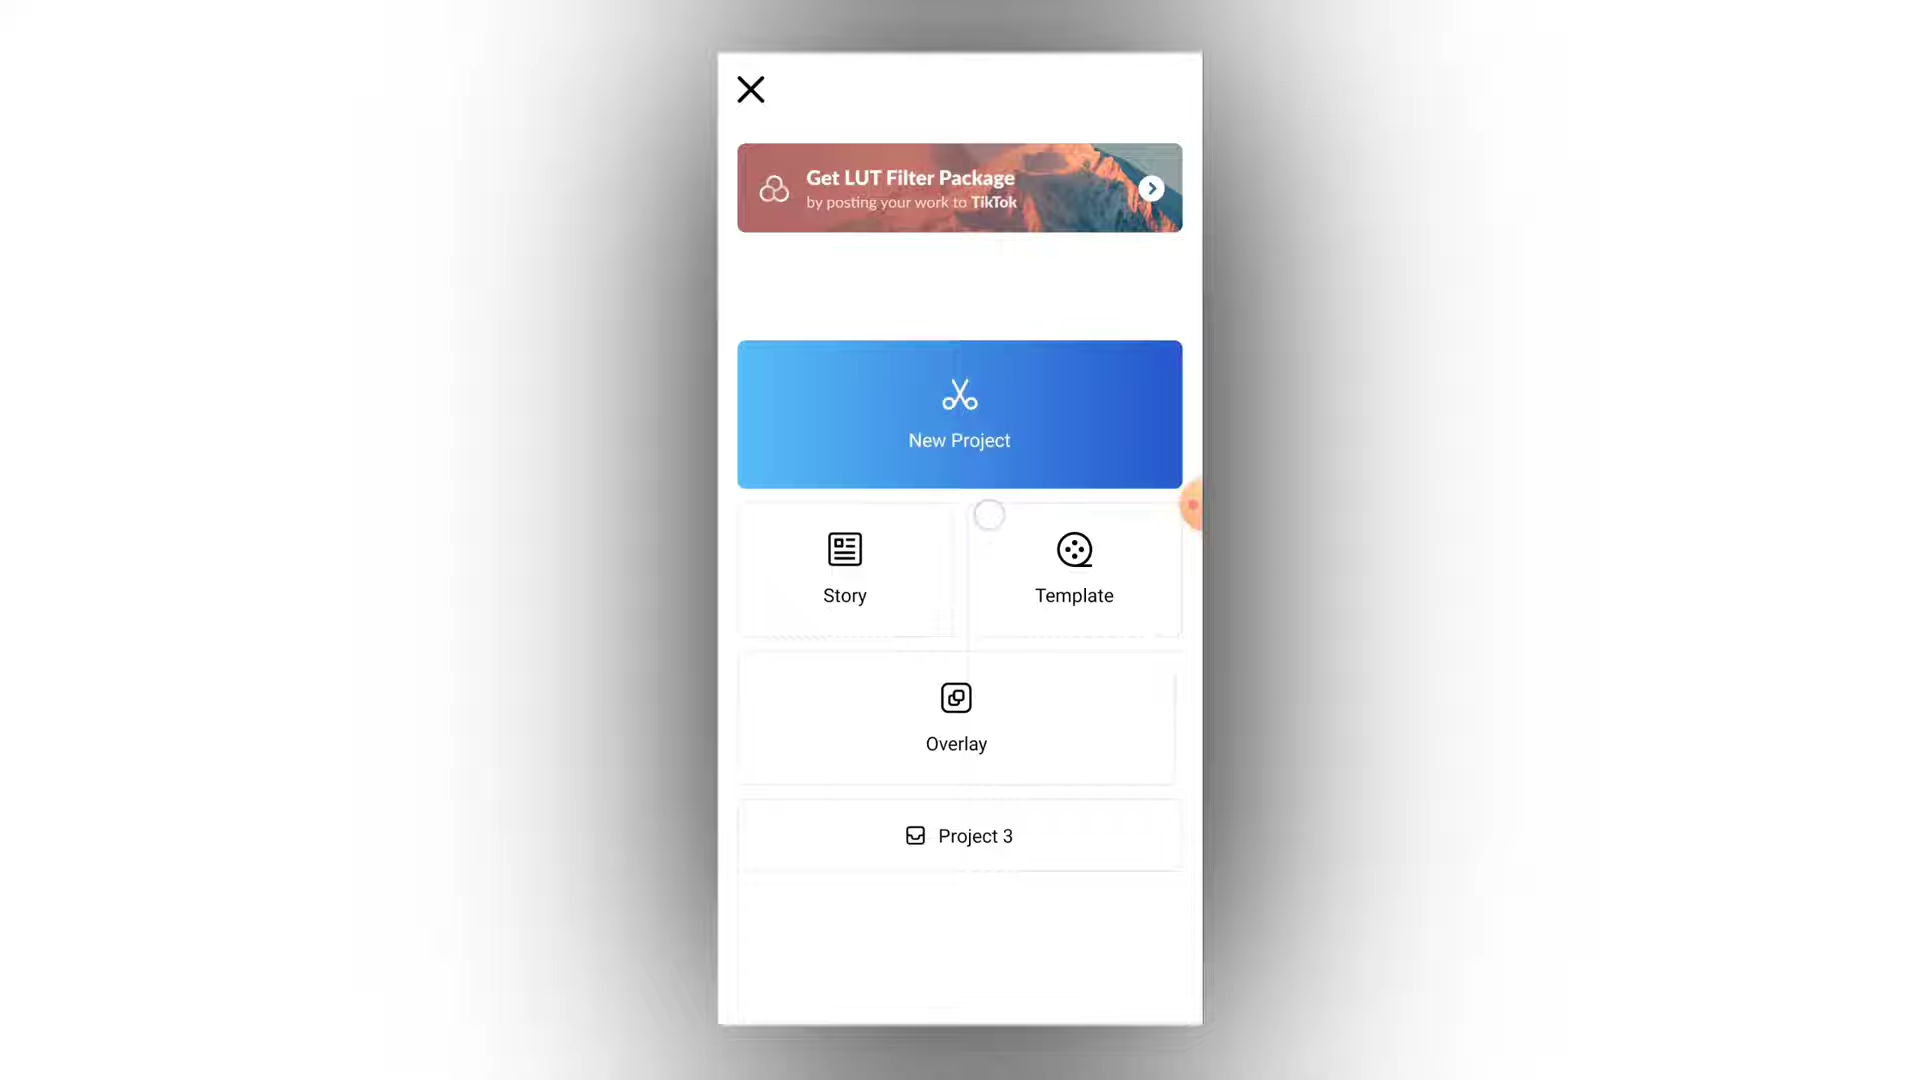 Get LUT Filter Package
by posting your work to TikTok
New Project
Story
Template
Overlay
Project 3